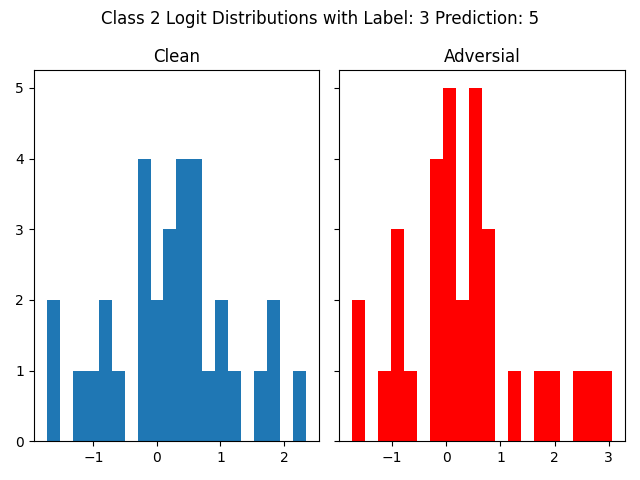 Class 2 Logit Distributions with Label: 3 Prediction: 5
Clean
Adversial
5
4
3
2
1
0
−1 0 1 2
−1 0 1 2 3